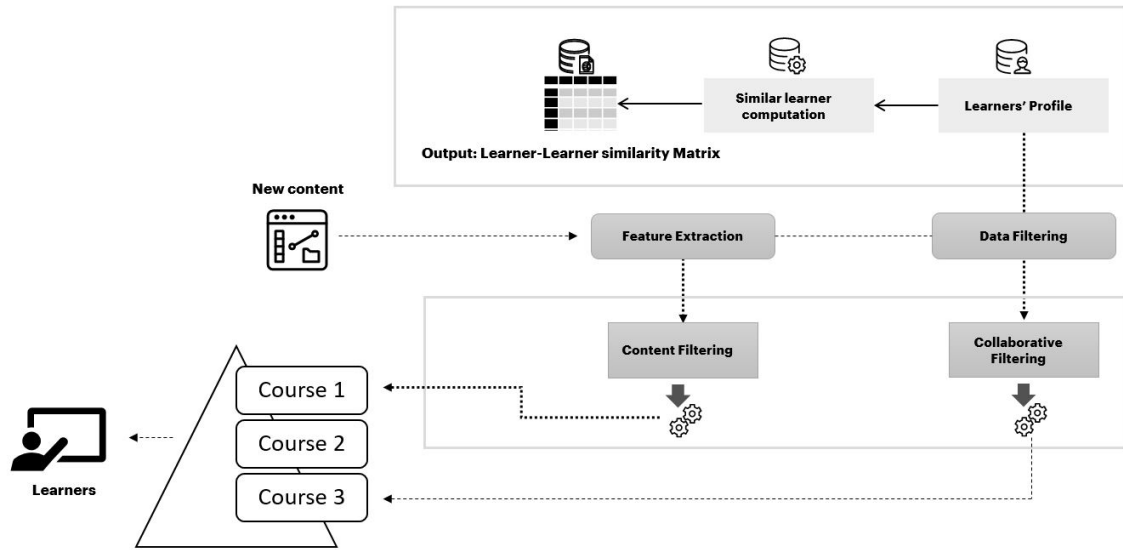 Similar learner
computation
Learners' Profile
Output: Learner-Learner similarity Matrix
New content
Feature Extraction
Data Filtering
Content Filtering
Collaborative
Filtering
Course 1
Course 2
Course 3
Learners